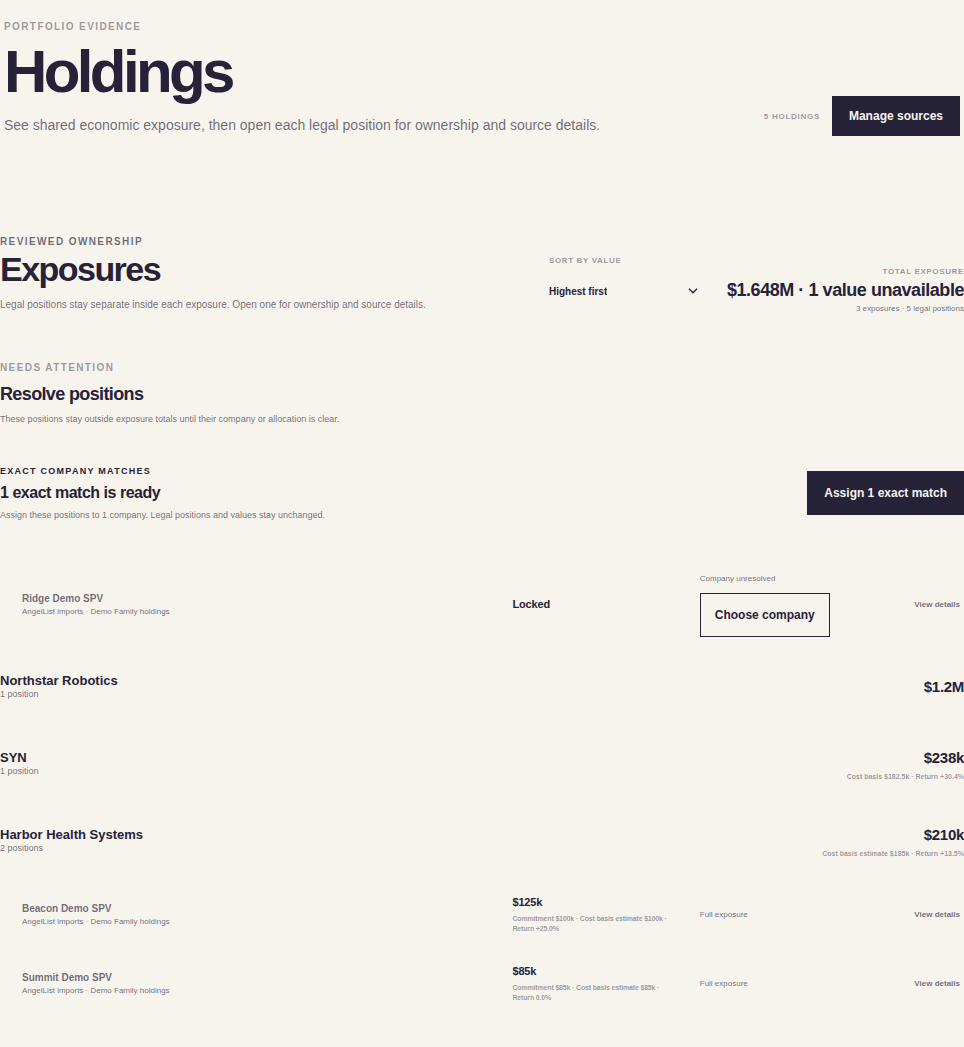 PORTFOLIO EVIDENCE
Holdings
See shared economic exposure, then open each legal position for ownership and source details.
5 HOLDINGS
Manage sources
REVIEWED OWNERSHIP
Exposures
Legal positions stay separate inside each exposure. Open one for ownership and source details.
SORT BY VALUE
Highest first
TOTAL EXPOSURE
$1.648M · 1 value unavailable
3 exposures · 5 legal positions
NEEDS ATTENTION
Resolve positions
These positions stay outside exposure totals until their company or allocation is clear.
EXACT COMPANY MATCHES
1 exact match is ready
Assign these positions to 1 company. Legal positions and values stay unchanged.
Assign 1 exact match
Ridge Demo SPV
AngelList imports · Demo Family holdings
Locked
Company unresolved
Choose company
View details
Northstar Robotics
1 position
$1.2M
SYN
1 position
$238k
Cost basis $182.5k · Return +30.4%
Harbor Health Systems
2 positions
$210k
Cost basis estimate $185k · Return +13.5%
Beacon Demo SPV
AngelList imports · Demo Family holdings
$125k
Commitment $100k · Cost basis estimate $100k ·
Return +25.0%
Full exposure
View details
Summit Demo SPV
AngelList imports · Demo Family holdings
$85k
Commitment $85k · Cost basis estimate $85k ·
Return 0.0%
Full exposure
View details